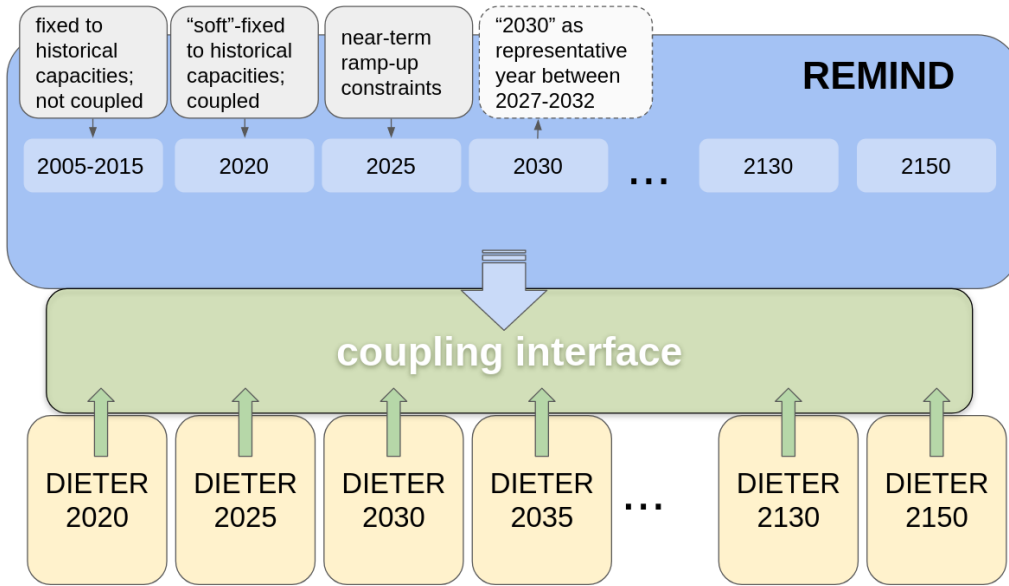 fixed to
historical
capacities;
not coupled
“soft”-fixed
to historical
capacities;
coupled
near-term
ramp-up
constraints
“2030” as
representative
year between
2027-2032
REMIND
2005-2015
2020
2025
2030
...
2130
2150
coupling interface
DIETER
2020
DIETER
2025
DIETER
2030
DIETER
2035
...
DIETER
2130
DIETER
2150